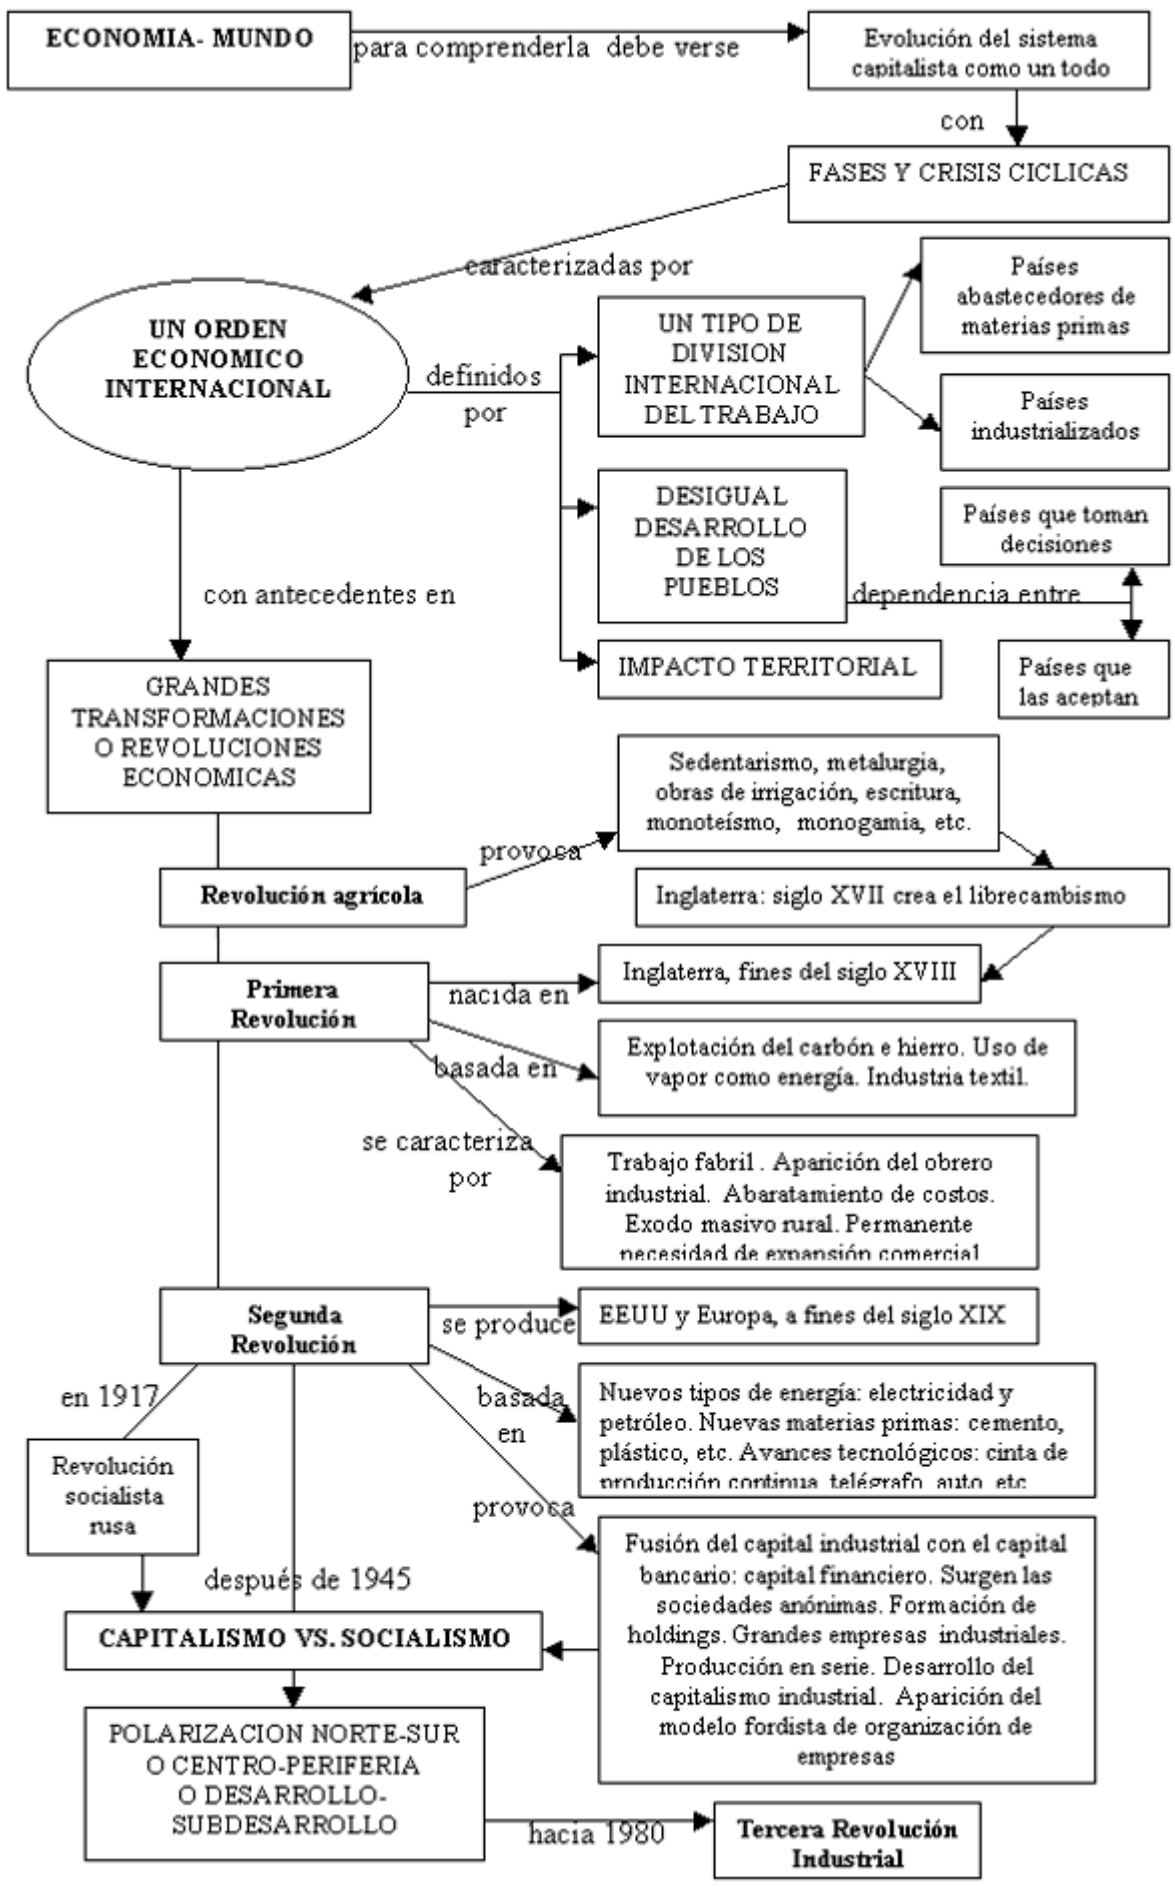 ECONOMIA- MUNDO
para comprenderla debe verse
Evolución del sistema
capitalista como un todo
con
FASES Y CRISIS CICLICAS
caracterizadas por
UN ORDEN
ECONOMICO
INTERNACIONAL
definidos
por
UN TIPO DE
DIVISION
INTERNACIONAL
DEL TRABAJO
Países
abastecedores de
materias primas
Países
industrializados
DESIGUAL
DESARROLLO
DE LOS
PUEBLOS
dependencia entre
Países que toman
decisiones
Países que
las aceptan
IMPACTO TERRITORIAL
con antecedentes en
GRANDES
TRANSFORMACIONES
O REVOLUCIONES
ECONOMICAS
Revolución agrícola
provoca
Sedentarismo, metalurgia,
obras de irrigación, escritura,
monoteísmo, monogamia, etc.
Inglaterra: siglo XVII crea el librecambismo
Primera
Revolución
nacida en
Inglaterra, fines del siglo XVIII
basada en
Explotación del carbón e hierro. Uso de
vapor como energía. Industria textil.
se caracteriza
por
Trabajo fabril . Aparición del obrero
industrial. Abaratamiento de costos.
Exodo masivo rural. Permanente
necesidad de expansión comercial
Segunda
Revolución
se produce
EEUU y Europa, a fines del siglo XIX
basada
en
Nuevos tipos de energía: electricidad y
petróleo. Nuevas materias primas: cemento,
plástico, etc. Avances tecnológicos: cinta de
producción continua, telégrafo, auto, etc
provoca
Fusión del capital industrial con el capital
bancario: capital financiero. Surgen las
sociedades anónimas. Formación de
holdings. Grandes empresas industriales.
Producción en serie. Desarrollo del
capitalismo industrial. Aparición del
modelo fordista de organización de
empresas
en 1917
Revolución
socialista
rusa
después de 1945
CAPITALISMO VS. SOCIALISMO
POLARIZACION NORTE-SUR
O CENTRO-PERIFERIA
O DESARROLLO-
SUBDESARROLLO
hacia 1980
Tercera Revolución
Industrial